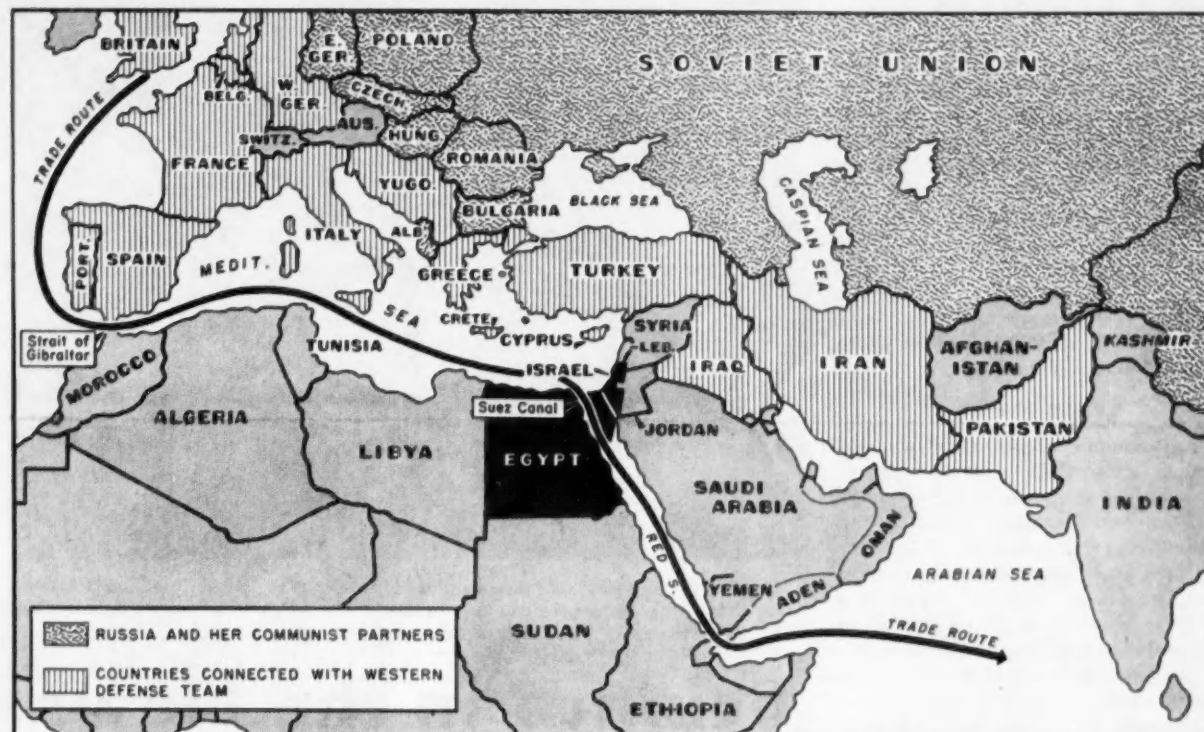 BRITAIN
E. GER.
POLAND
SOVIET UNION
TRADE ROUTE
BELG.
W. GER.
CZECH.
SWITZ.
AUS.
HUNG.
FRANCE
ROMANIA
YUGO.
BLACK SEA
CASPIAN SEA
BULGARIA
PORT.
SPAIN
ITALY
ALB.
MEDIT. SEA
GREECE
TURKEY
CRETE
CYPRUS
SYRIA
LEB.
Strait of
Gibraltar
MOROCCO
TUNISIA
ISRAEL
IRAQ
IRAN
AFGHAN-
ISTAN
KASHMIR
ALGERIA
LIBYA
Suez Canal
EGYPT
JORDAN
PAKISTAN
SAUDI
ARABIA
INDIA
OMAN
RED S.
YEMEN
ADEN
ARABIAN SEA
TRADE ROUTE
SUDAN
ETHIOPIA
RUSSIA AND HER COMMUNIST PARTNERS
COUNTRIES CONNECTED WITH WESTERN
DEFENSE TEAM